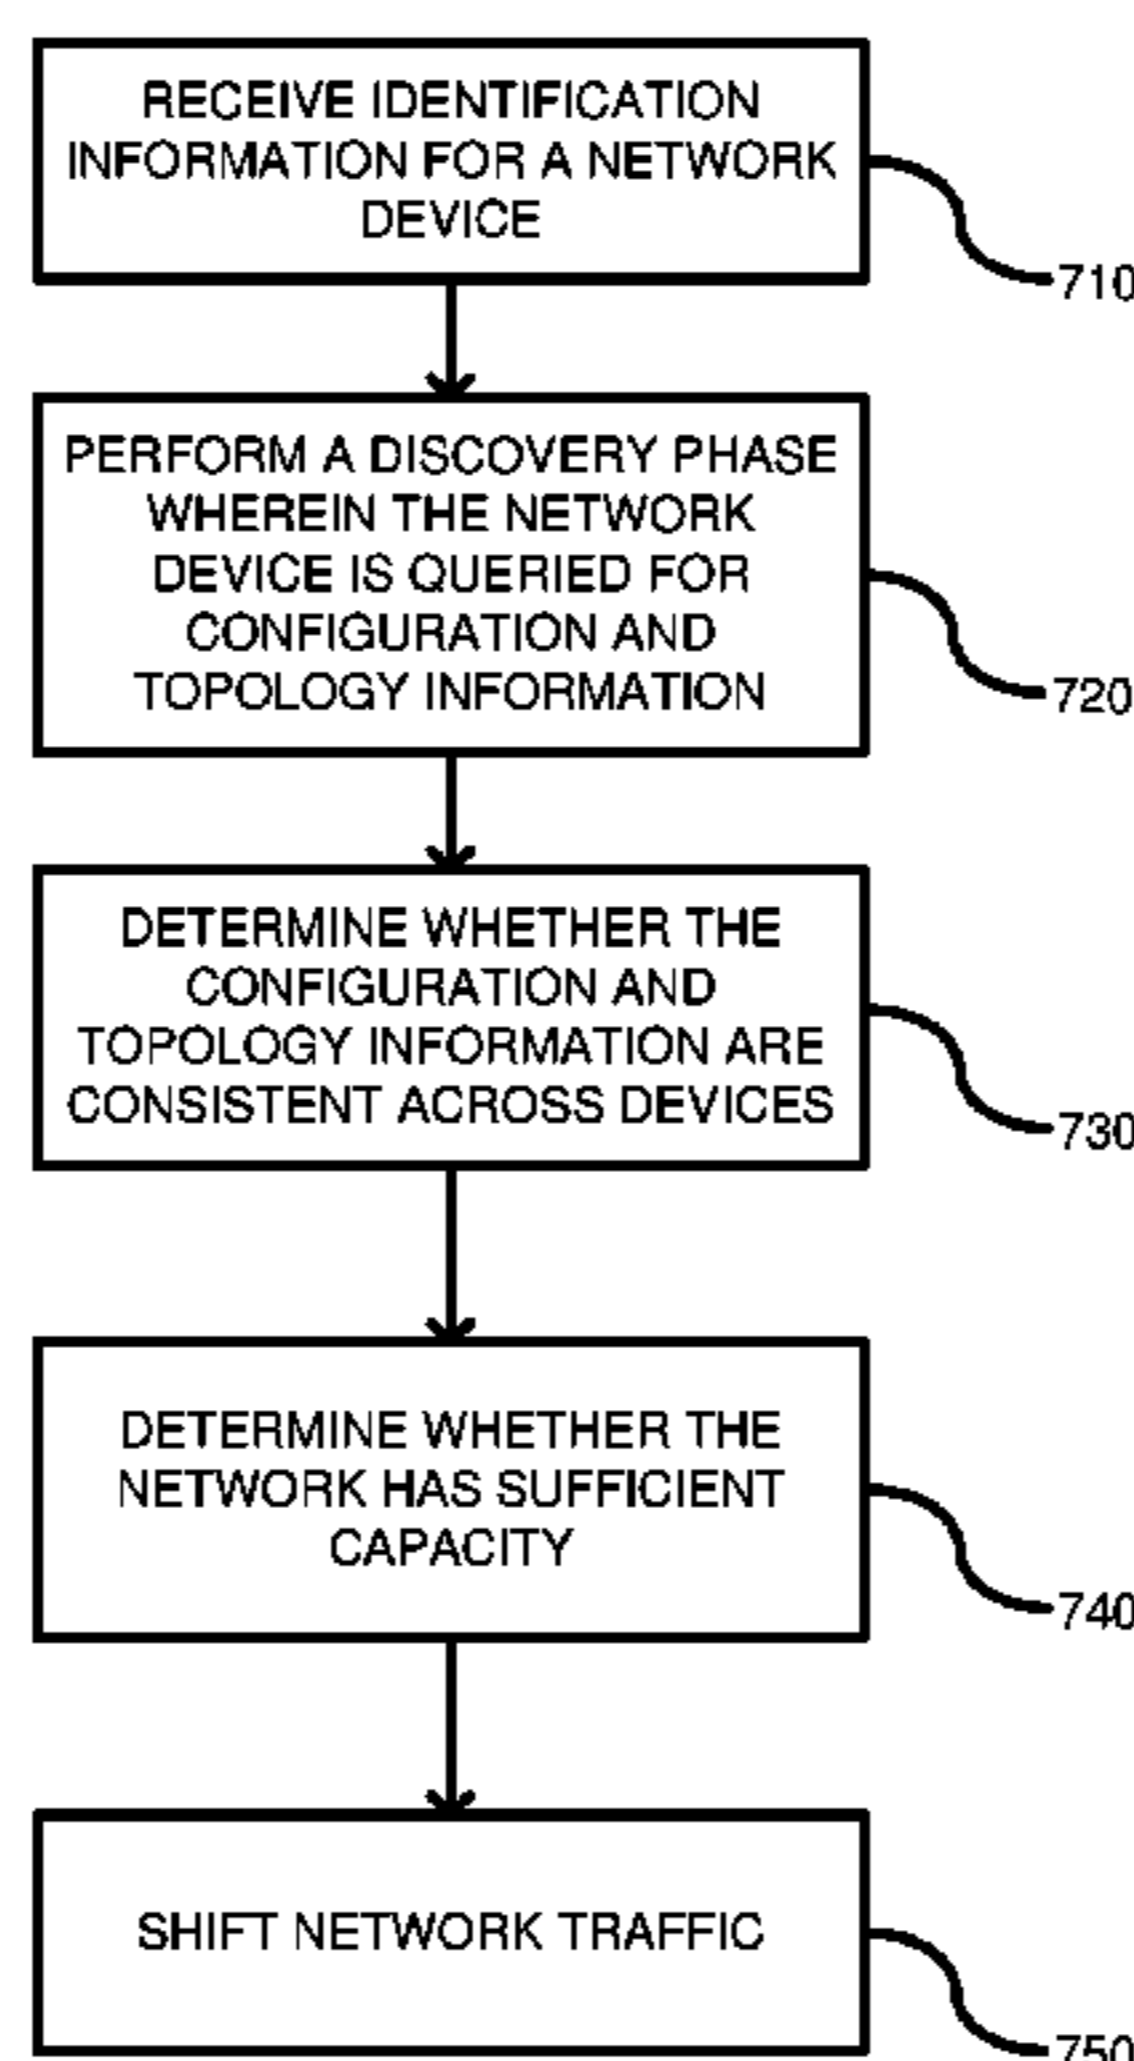 RECEIVE IDENTIFICATION
INFORMATION FOR A NETWORK
DEVICE
710
PERFORM A DISCOVERY PHASE
WHEREIN THE NETWORK
DEVICE IS QUERIED FOR
CONFIGURATION AND
TOPOLOGY INFORMATION
720
DETERMINE WHETHER THE
CONFIGURATION AND
TOPOLOGY INFORMATION ARE
CONSISTENT ACROSS DEVICES
730
DETERMINE WHETHER THE
NETWORK HAS SUFFICIENT
CAPACITY
740
SHIFT NETWORK TRAFFIC
750